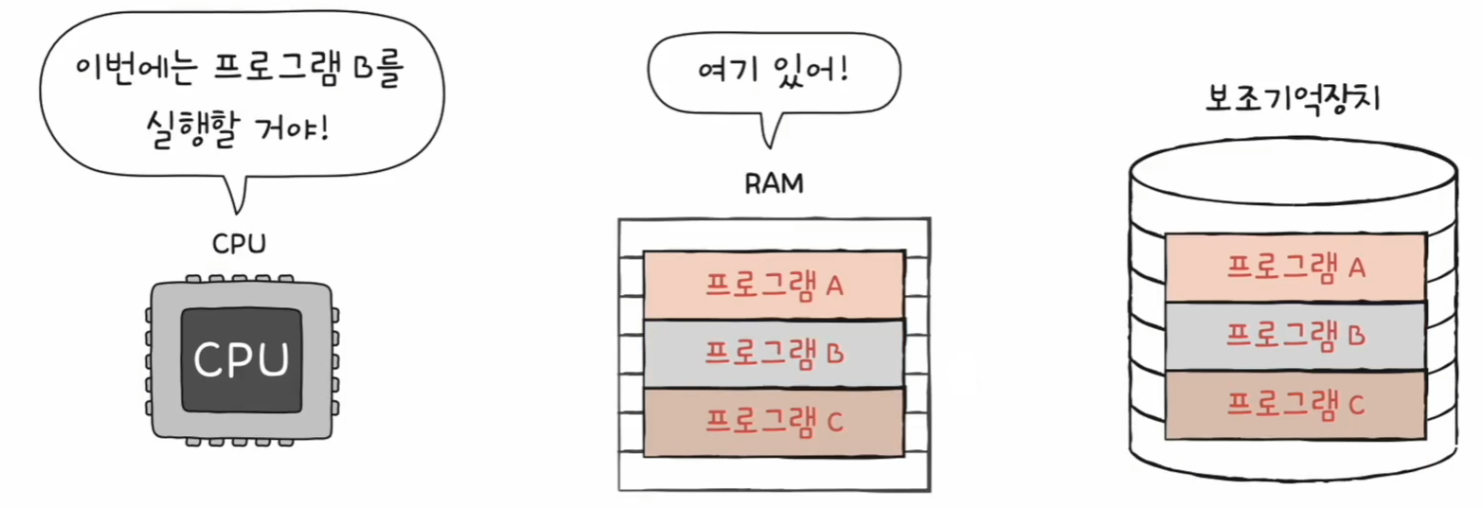 이번에는 프로그램 B를
실행할 거야!
CPU
CPU
여기 있어!
RAM
프로그램 A
프로그램 B
프로그램 C
보조기억장치
프로그램 A
프로그램 B
프로그램 C